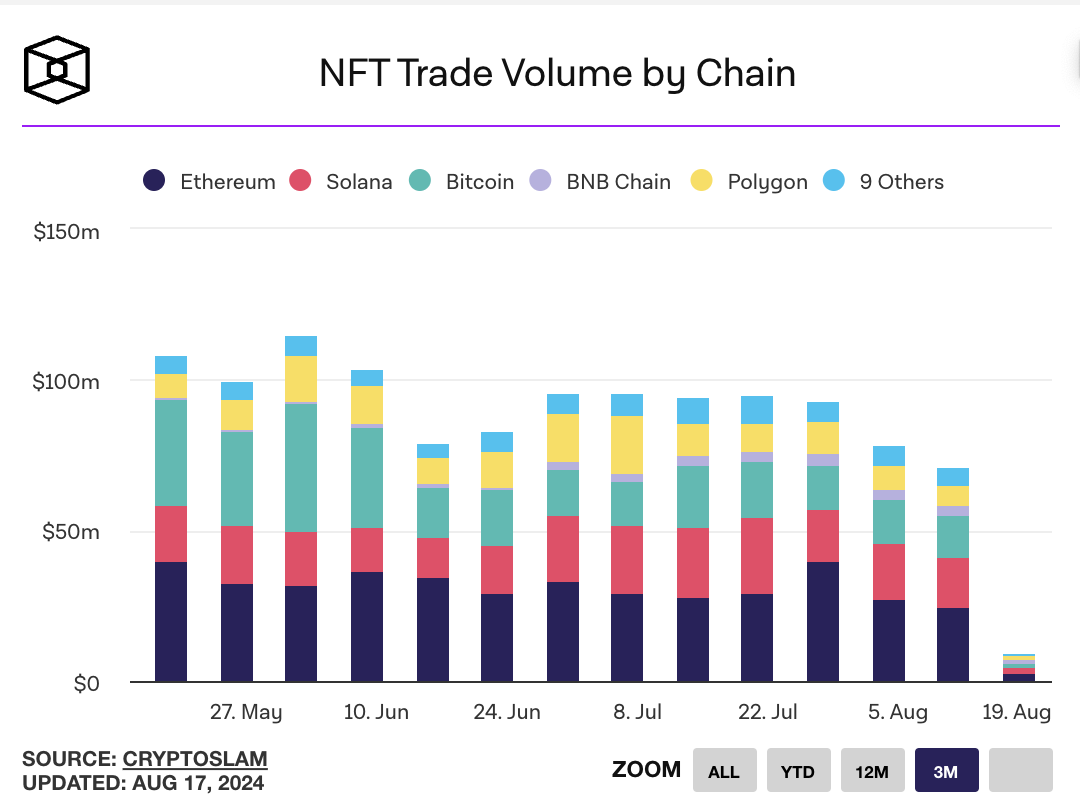 NFT Trade Volume by Chain
Ethereum Solana Bitcoin BNB Chain Polygon 9 Others
$150m
$100m
$50m
$0
27. May 10. Jun 24. Jun 8. Jul 22. Jul 5. Aug 19. Aug
SOURCE: CRYPTOSLAM
UPDATED: AUG 17, 2024
ZOOM ALL YTD 12M 3M